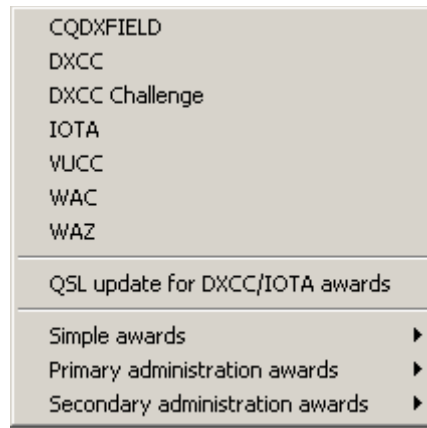 CQDXFIELD
DXCC
DXCC Challenge
IOTA
VUCC
WAC
WAZ
QSL update for DXCC/IOTA awards
Simple awards
Primary administration awards
Secondary administration awards